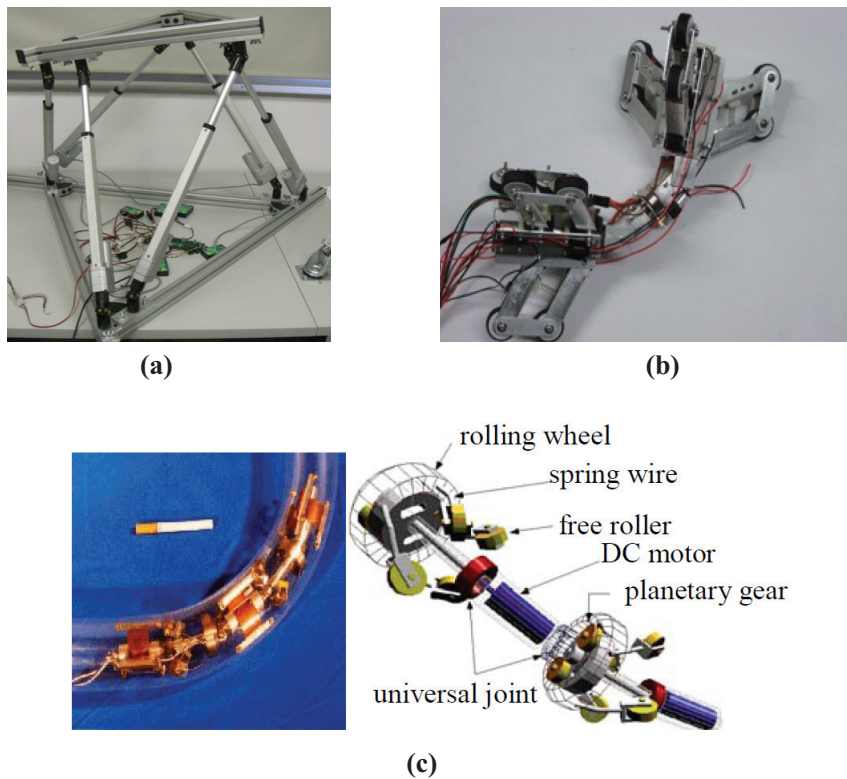 (a)
(b)
rolling wheel
spring wire
free roller
DC motor
planetary gear
universal joint
(c)